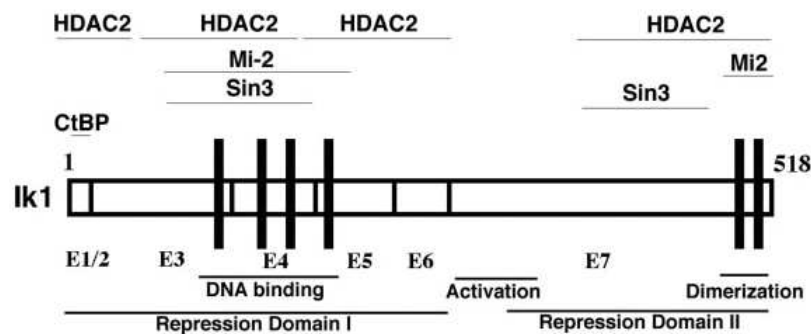 HDAC2 HDAC2 HDAC2 HDAC2
Mi-2 Mi2
Sin3 Sin3
CtBP
1 518
Ik1
E1/2 E3 E4 E5 E6 E7
DNA binding Activation Dimerization
Repression Domain I Repression Domain II